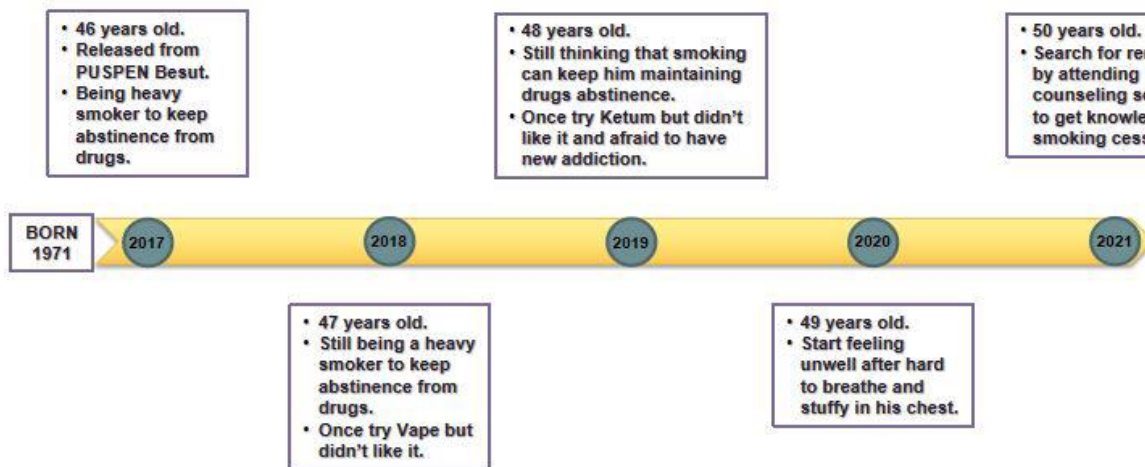 • 46 years old.
• Released from
PUSPEN Besut.
• Being heavy
smoker to keep
abstinence from
drugs.
• 48 years old.
• Still thinking that smoking
can keep him maintaining
drugs abstinence.
• Once try Ketum but didn't
like it and afraid to have
new addiction.
• 50 years old.
• Search for
by attending
counseling
to get
smoking
BORN
1971
2017
2018
2019
2020
2021
• 47 years old.
• Still being a heavy
smoker to keep
abstinence from
drugs.
• Once try Vape but
didn't like it.
• 49 years old.
• Start feeling
unwell after hard
to breathe and
stuffy in his chest.